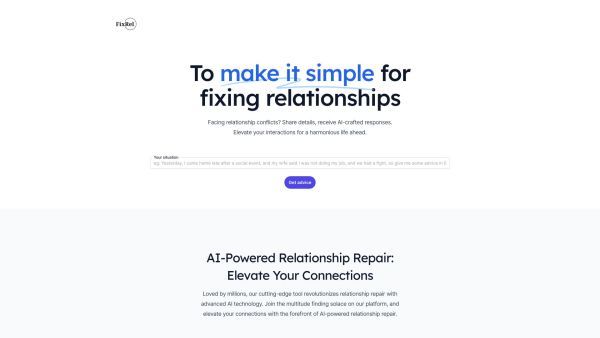 FixRel
To make it simple for
fixing relationships
Facing relationship conflicts? Share details, receive AI-crafted responses.
Elevate your interactions for a harmonious life ahead.
Your situation
eg. Yesterday, I came home late after a social event, and my wife said I was not doing my job, and we had a fight, so give me some advice in E
Get advice
AI-Powered Relationship Repair:
Elevate Your Connections
Loved by millions, our cutting-edge tool revolutionizes relationship repair with
advanced AI technology. Join the multitude finding solace on our platform, and
elevate your connections with the forefront of AI-powered relationship repair.